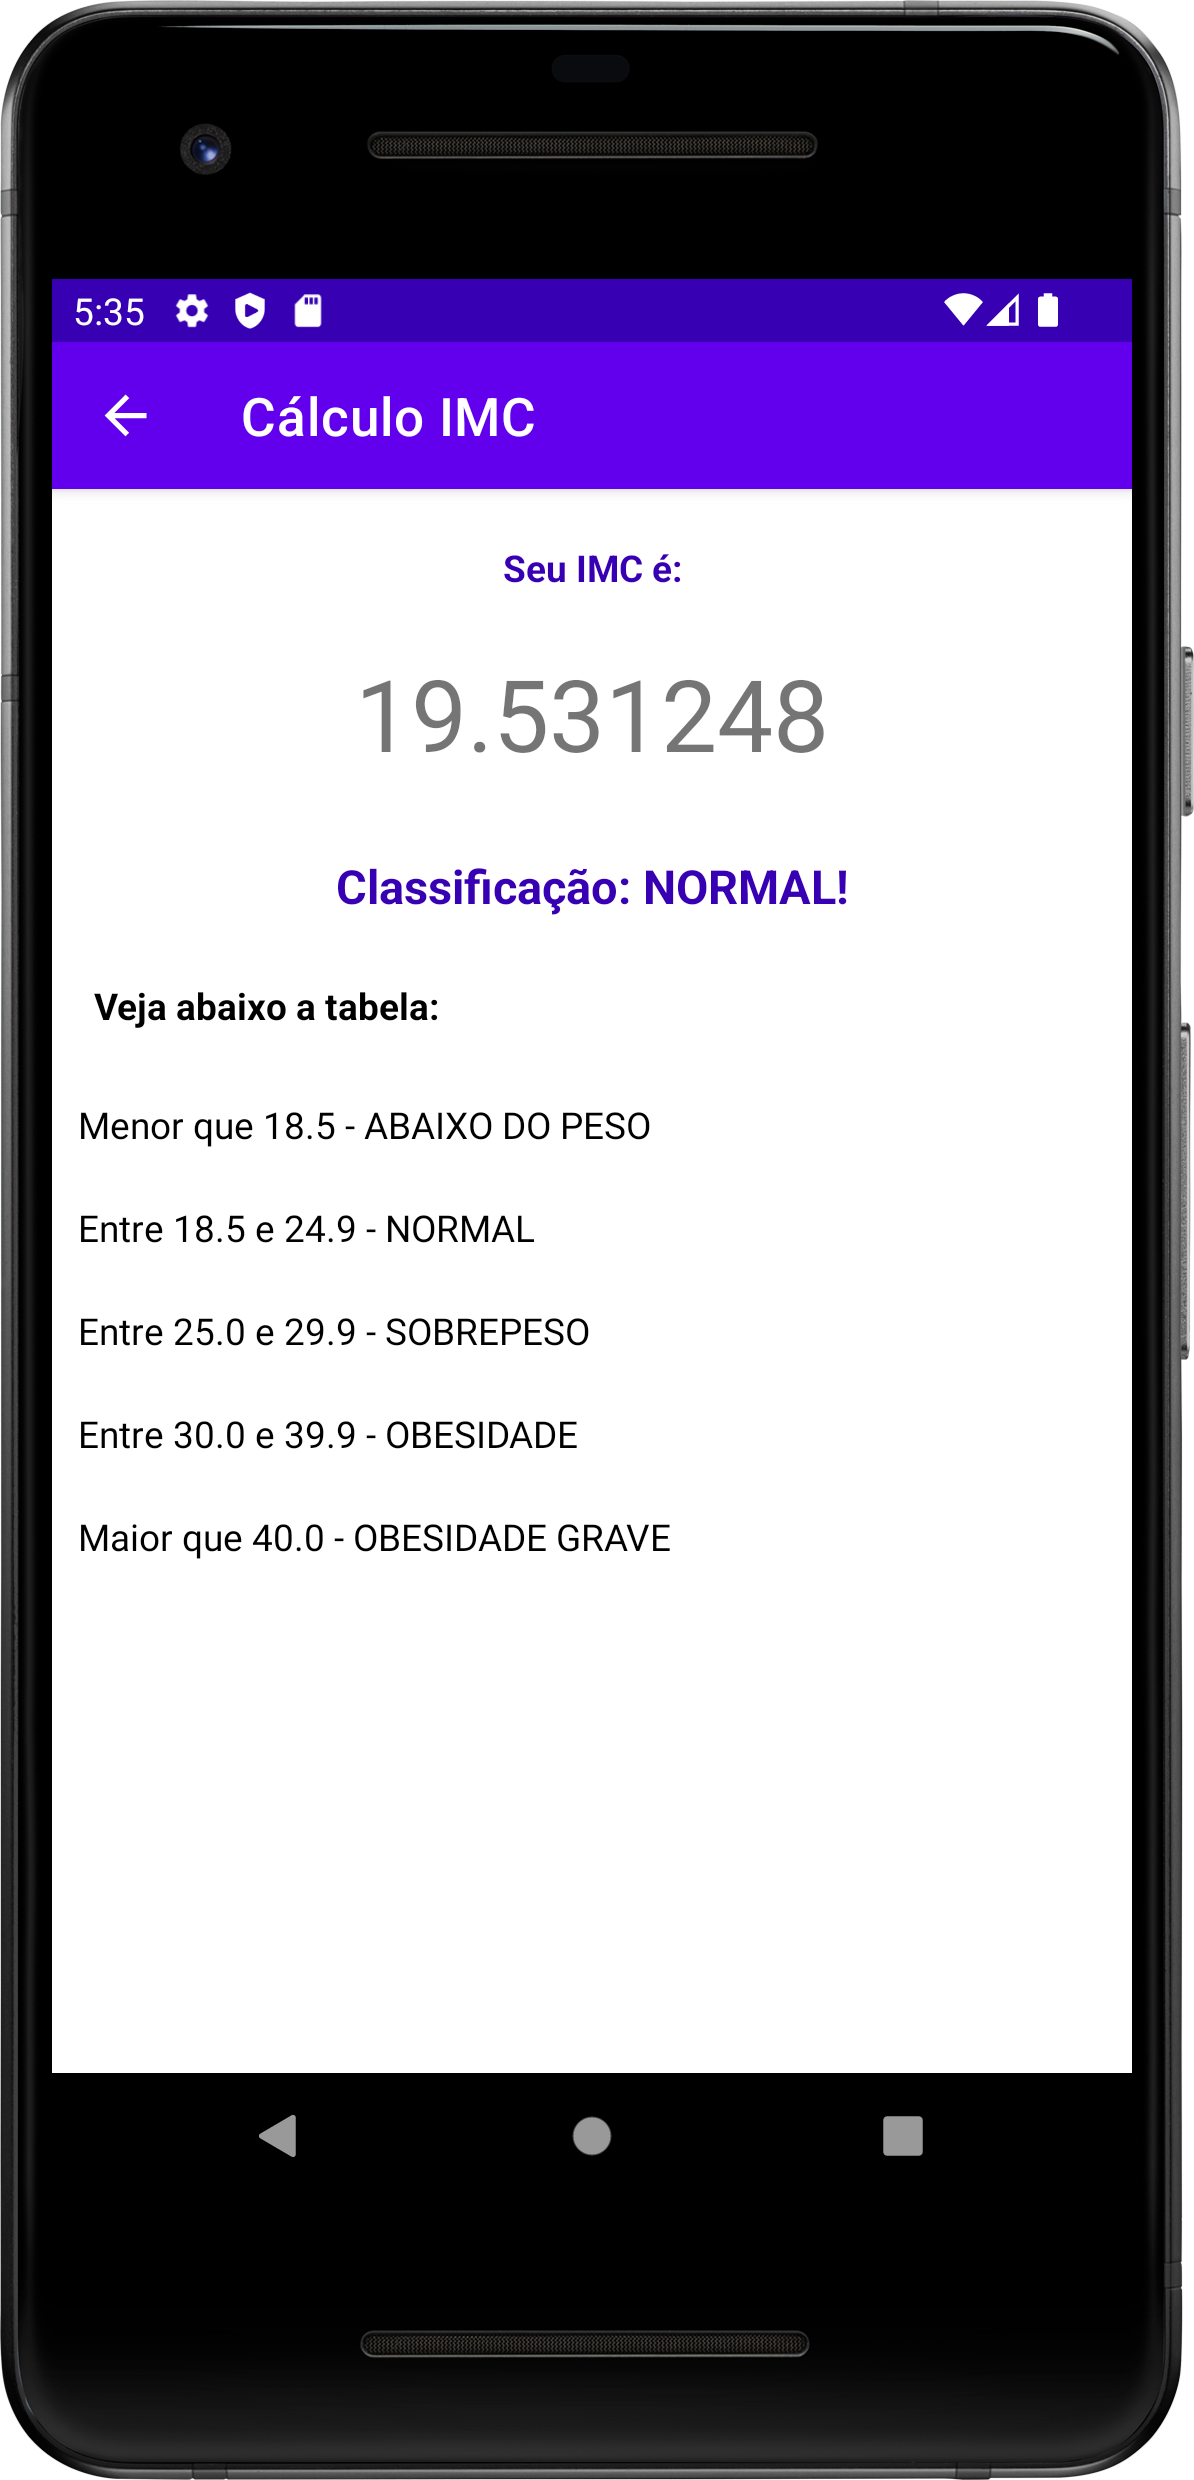 5:35
Cálculo IMC
Seu IMC é:
19.531248
Classificação: NORMAL!
Veja abaixo a tabela:
Menor que 18.5 - ABAIXO DO PESO
Entre 18.5 e 24.9 - NORMAL
Entre 25.0 e 29.9 - SOBREPESO
Entre 30.0 e 39.9 - OBESIDADE
Maior que 40.0 - OBESIDADE GRAVE